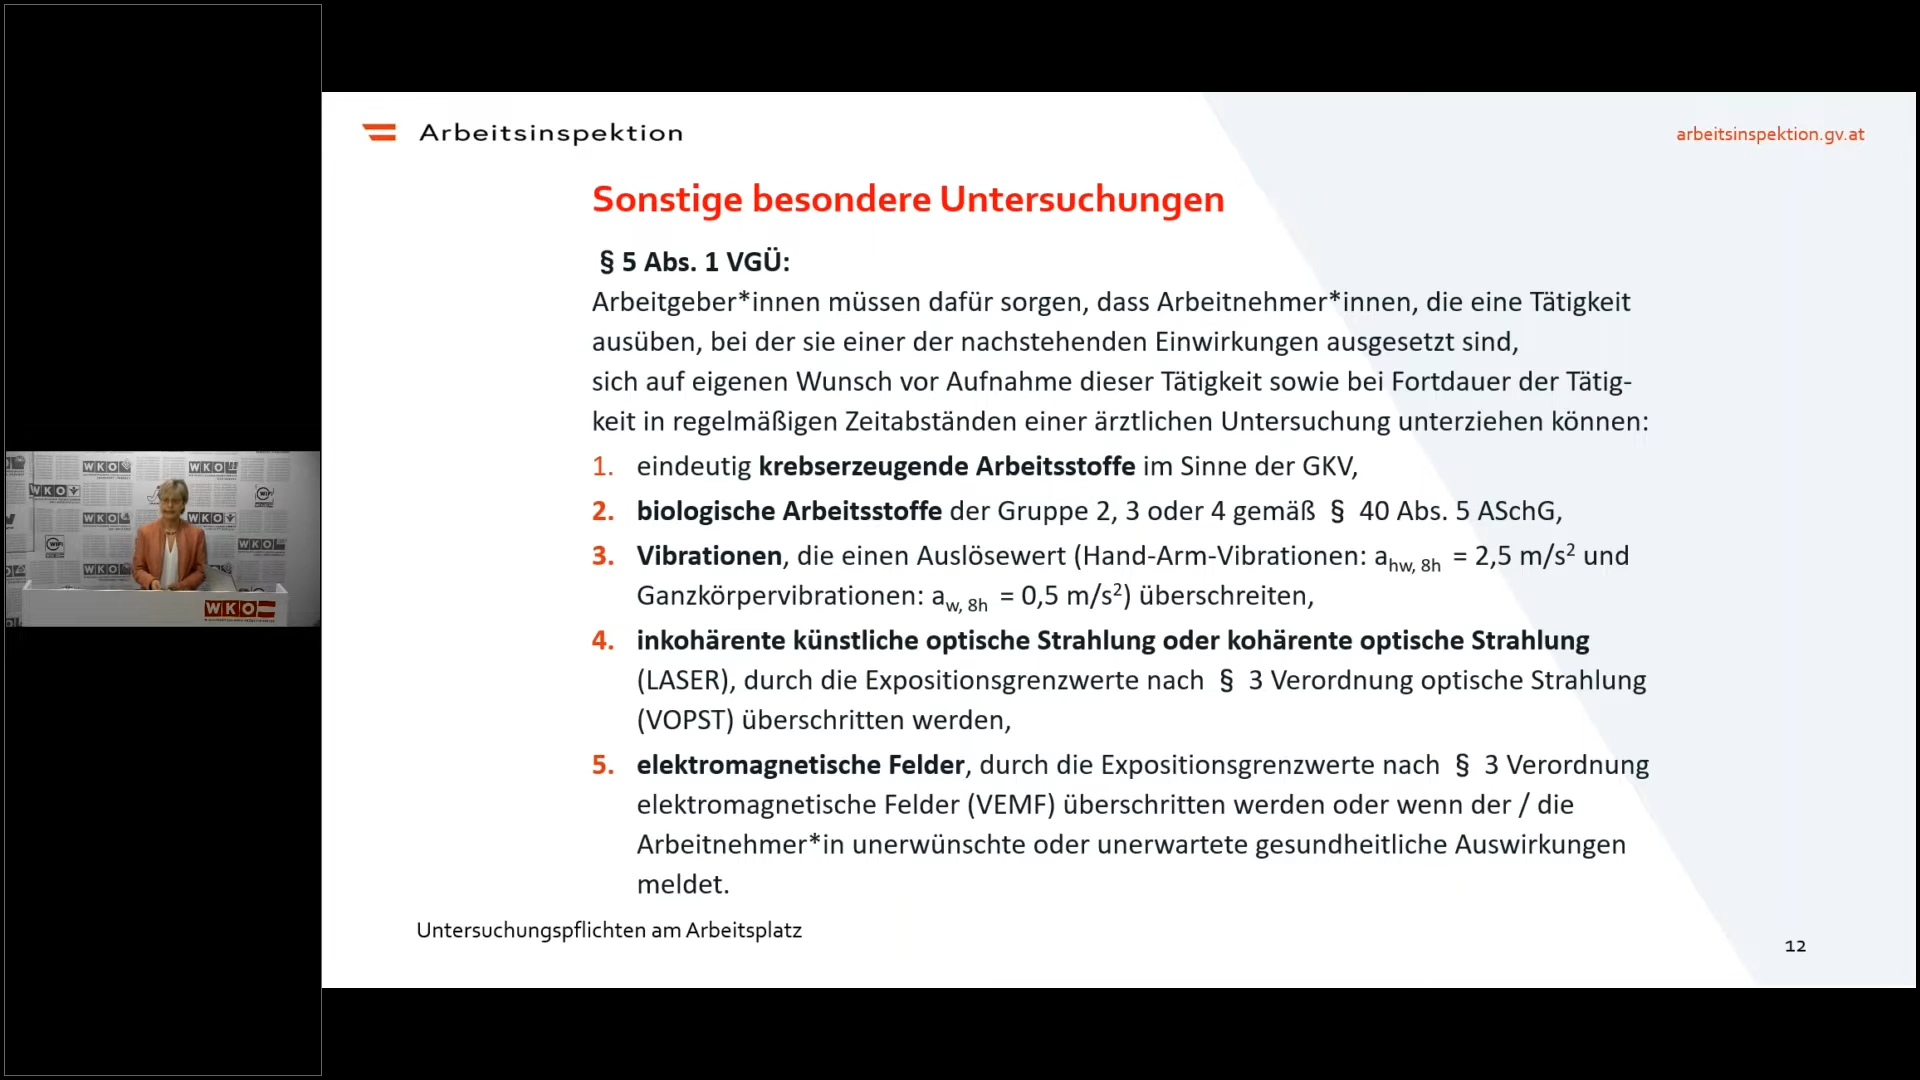 Arbeitsinspektion
arbeitsinspektion.gv.at
Sonstige besondere Untersuchungen
§ 5 Abs. 1 VGÜ:
Arbeitgeber*innen müssen dafür sorgen, dass Arbeitnehmer*innen, die eine Tätigkeit
ausüben, bei der sie einer der nachstehenden Einwirkungen ausgesetzt sind,
sich auf eigenen Wunsch vor Aufnahme dieser Tätigkeit sowie bei Fortdauer der Tätig-
keit in regelmäßigen Zeitabständen einer ärztlichen Untersuchung unterziehen können:
1. eindeutig krebserzeugende Arbeitsstoffe im Sinne der GKV,
2. biologische Arbeitsstoffe der Gruppe 2, 3 oder 4 gemäß § 40 Abs. 5 ASchG,
3. Vibrationen, die einen Auslösewert (Hand-Arm-Vibrationen: a hw, 8h = 2,5 m/s² und
Ganzkörpervibrationen: a w, 8h = 0,5 m/s²) überschreiten,
4. inkohärente künstliche optische Strahlung oder kohärente optische Strahlung
(LASER), durch die Expositionsgrenzwerte nach § 3 Verordnung optische Strahlung
(VOPST) überschritten werden,
5. elektromagnetische Felder, durch die Expositionsgrenzwerte nach § 3 Verordnung
elektromagnetische Felder (VEMF) überschritten werden oder wenn der / die
Arbeitnehmer*in unerwünschte oder unerwartete gesundheitliche Auswirkungen
meldet.
Untersuchungspflichten am Arbeitsplatz
12
WKO
WKO
WKO
WKO
WKO
WKO
WKO
WKO